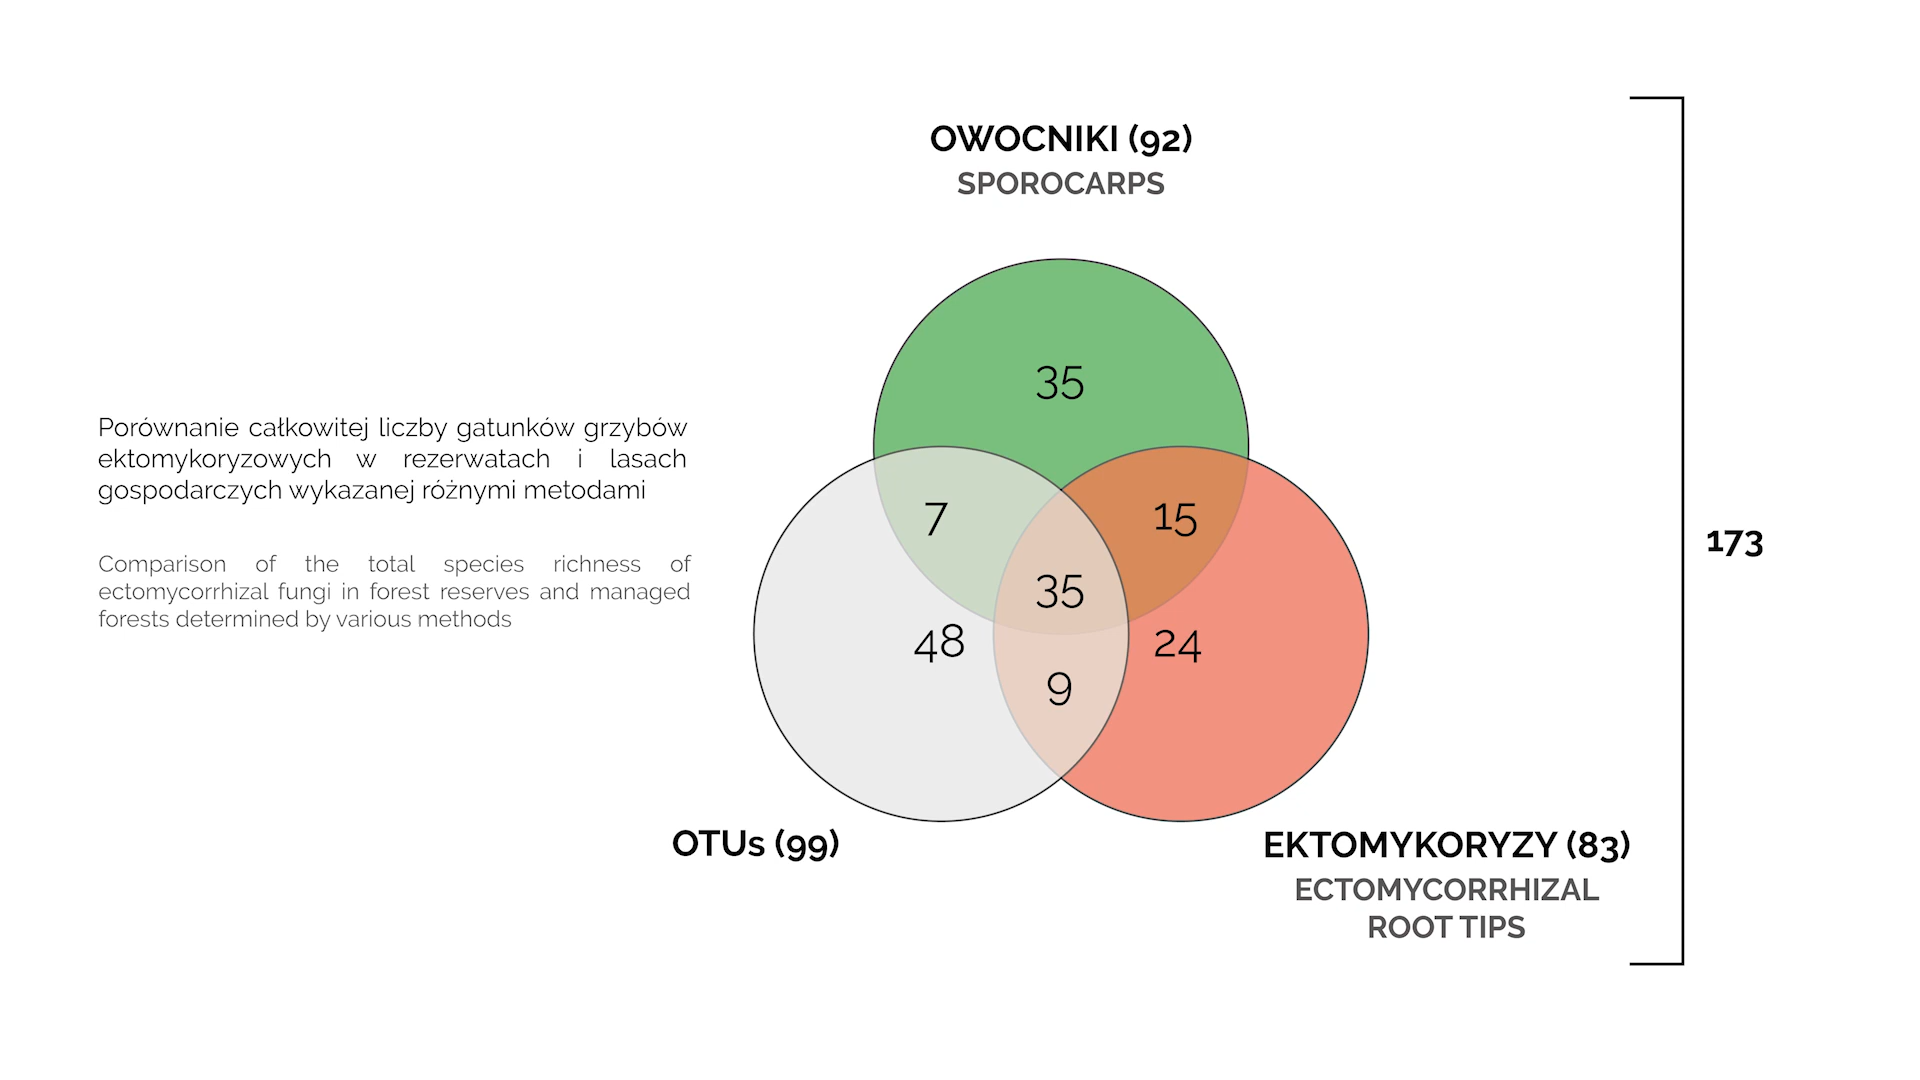 OWOCNIKI (92)
SPOROCARPS
35
Porównanie całkowitej liczby gatunków grzybów
ektomykoryzowych w rezerwatach i lasach
gospodarczych wykazanej różnymi metodami
Comparison of the total species richness of
ectomycorrhizal fungi in forest reserves and managed
forests determined by various methods
7
15
35
48
24
9
173
OTUs (99)
EKTOMYKORYZY (83)
ECTOMYCORRHIZAL
ROOT TIPS